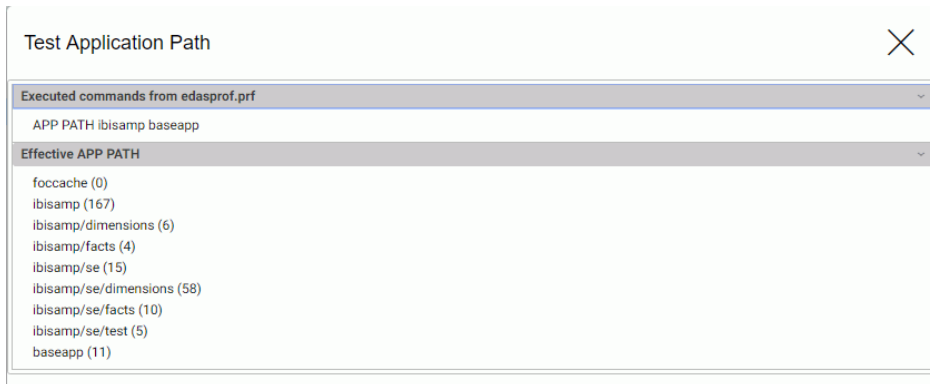 Test Application Path
Executed commands from edasprof.prf
APP PATH ibisamp baseapp
Effective APP PATH
foccache (0)
ibisamp (167)
ibisamp/dimensions (6)
ibisamp/facts (4)
ibisamp/se (15)
ibisamp/se/dimensions (58)
ibisamp/se/facts (10)
ibisamp/se/test (5)
baseapp (11)